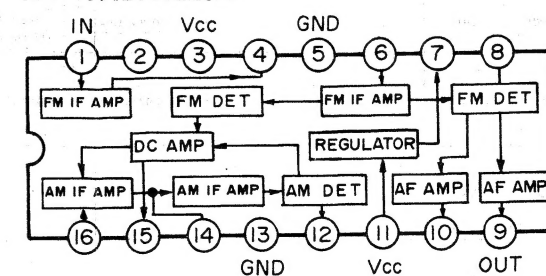 IN Vcc GND
1 2 3 4 5 6 7 8
FM IF AMP FM DET FM IF AMP FM DET
DC AMP REGULATOR
AM IF AMP AM IF AMP AM DET AF AMP AF AMP
16 15 14 13 12 11 10 9
GND Vcc OUT